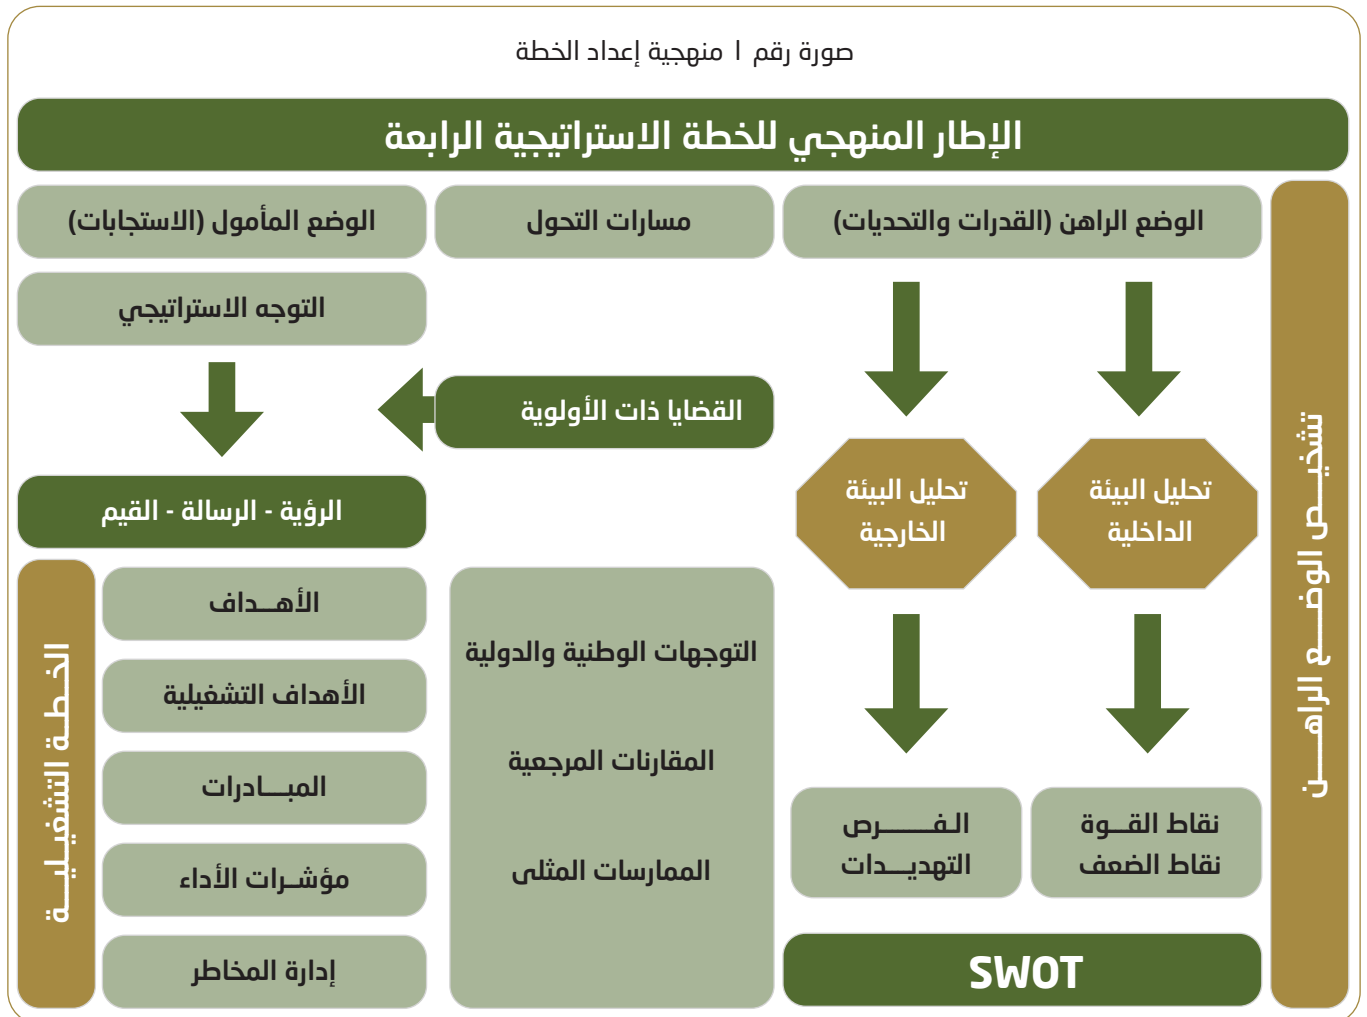 صورة رقم 1 منهجية إعداد الخطة
الإطار المنهجي للخطة الاستراتيجية الرابعة
تشخيص الوضع الراهن
الوضع الراهن (القدرات والتحديات)
مسارات التحول
الوضع المأمول (الاستجابات)
التوجه الاستراتيجي
القضايا ذات الأولوية
تحليل البيئة
الداخلية
تحليل البيئة
الخارجية
نقاط القوة
نقاط الضعف
الفرص
التهديدات
SWOT
التوجهات الوطنية والدولية
المقارنات المرجعية
الممارسات المثلى
الرؤية - الرسالة - القيم
الخطة التشغيلية
الأهداف
الأهداف التشغيلية
المبادرات
مؤشرات الأداء
إدارة المخاطر